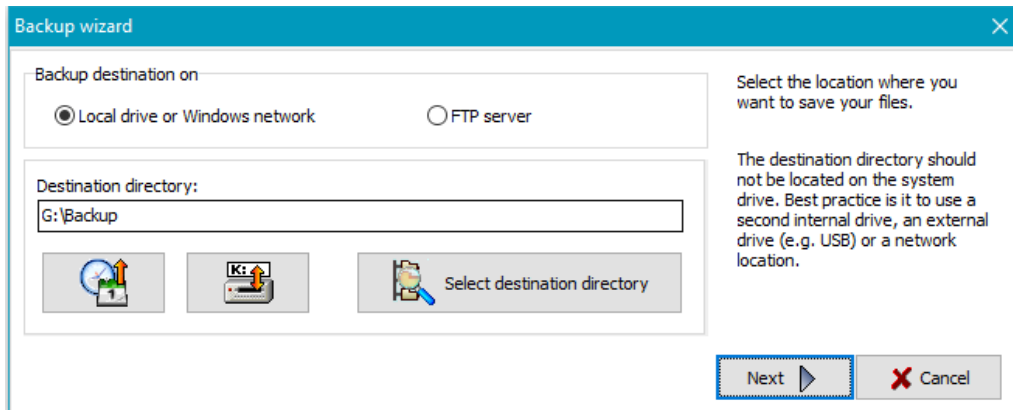 Backup wizard
Backup destination on
Local drive or Windows network
FTP server
Destination directory:
G:\Backup
K:
1
Select destination directory
Select the location where you
want to save your files.
The destination directory should
not be located on the system
drive. Best practice is it to use a
second internal drive, an external
drive (e.g. USB) or a network
location.
Next
Cancel